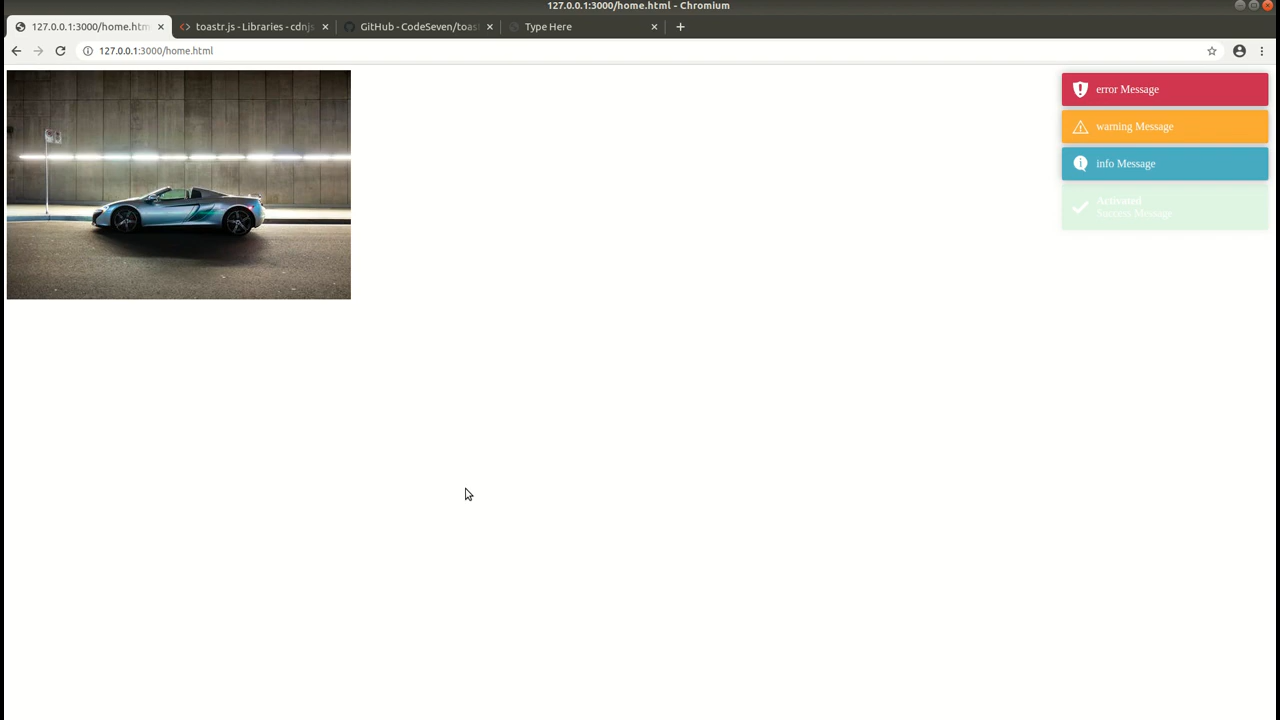 127.0.0.1:3000/home.html - Chromium
127.0.0.1:3000/home.htm
toastr.js - Libraries - cdnjs
GitHub - CodeSeven/toas
Type Here
127.0.0.1:3000/home.html
error Message
warning Message
info Message
Activated
Success Message